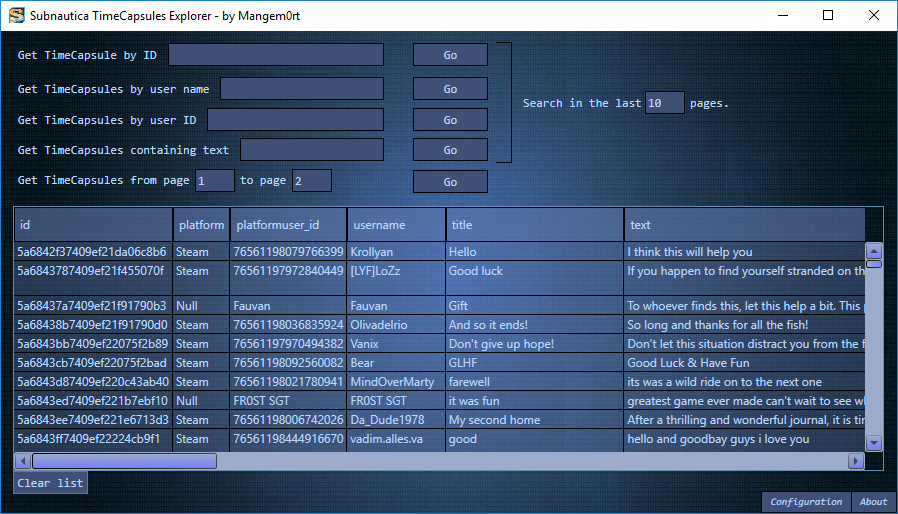 Subnautica TimeCapsules Explorer - by Mangem0rt
Get TimeCapsule by ID Go
Get TimeCapsules by user name Go
Search in the last 10 pages.
Get TimeCapsules by user ID Go
Get TimeCapsules containing text Go
Get TimeCapsules from page 1 to page 2 Go
id platform platformuser_id username title text
5a6842f37409ef21da06c8b6 Steam 76561198079766399 Krollyan Hello I think this will help you
5a6843787409ef21f455070f Steam 76561197972840449 [LYF]LoZz Good luck If you happen to find yourself stranded on th
5a68437a7409ef21f91790b3 Null Fauvan Fauvan Gift To whoever finds this, let this help a bit. This
5a68438b7409ef21f91790d0 Steam 76561198036835924 Olivadelrio And so it ends! So long and thanks for all the fish!
5a6843bb7409ef22075f2b89 Steam 76561197970494382 Vanix Don't give up hope! Don't let this situation distract you from the f
5a6843cb7409ef22075f2bad Steam 76561198092560082 Bear GLHF Good Luck & Have Fun
5a6843d87409ef220c43ab40 Steam 76561198021780941 MindOverMarty farewell its was a wild ride on to the next one
5a6843ed7409ef221b7ebf10 Null FR0ST SGT FR0ST SGT it was fun greatest game ever made can't wait to see w
5a6843ee7409ef221e6713d3 Steam 76561198006742026 Da_Dude1978 My second home After a thrilling and wonderful journal, it is tir
5a6843ff7409ef22224cb9f1 Steam 76561198444916670 vadim.alles.va good hello and goodbay guys i love you
Clear list
Configuration About